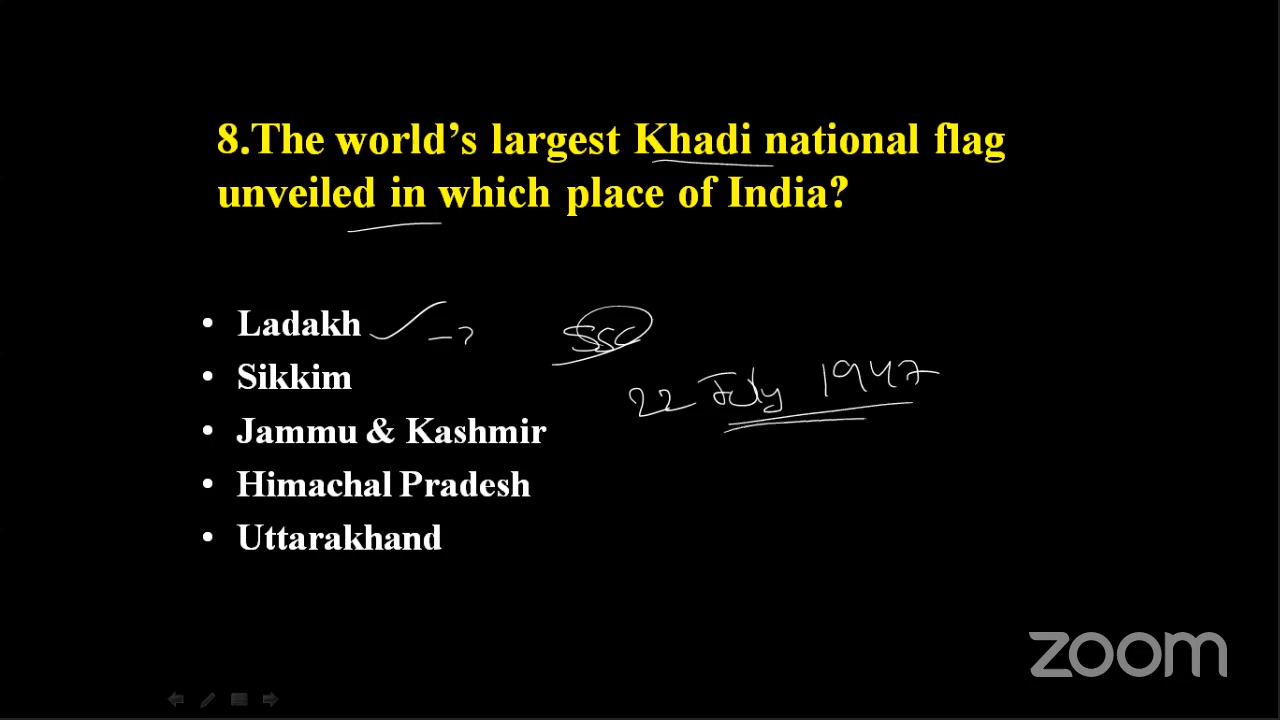 8.The world's largest Khadi national flag
unveiled in which place of India?
• Ladakh
SSC
• Sikkim
22 July 1947
• Jammu & Kashmir
• Himachal Pradesh
• Uttarakhand
zoom